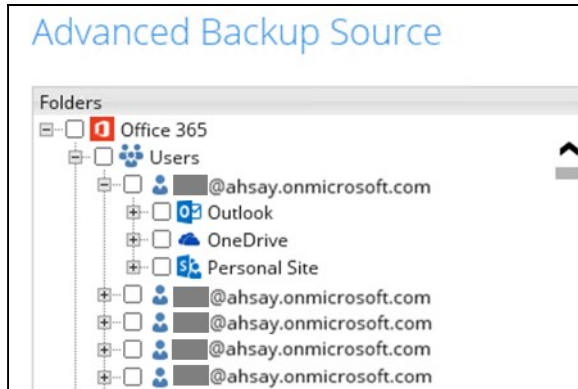 Advanced Backup Source
Folders
Office 365
Users
@ahsay.onmicrosoft.com
Outlook
OneDrive
Personal Site
@ahsay.onmicrosoft.com
@ahsay.onmicrosoft.com
@ahsay.onmicrosoft.com
@ahsay.onmicrosoft.com